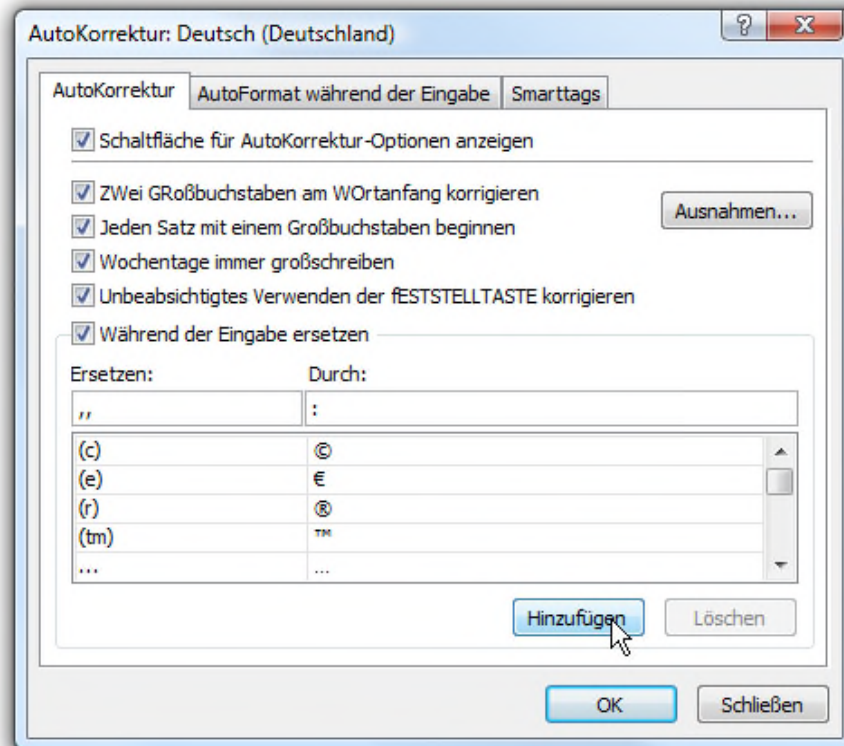 AutoKorrektur: Deutsch (Deutschland)
AutoKorrektur AutoFormat während der Eingabe Smarttags
Schaltfläche für AutoKorrektur-Optionen anzeigen
ZWei GRoßbuchstaben am WOrtanfang korrigieren
Ausnahmen...
Jeden Satz mit einem Großbuchstaben beginnen
Wochentage immer großschreiben
Unbeabsichtigtes Verwenden der fESTSTELLTASTE korrigieren
Während der Eingabe ersetzen
Ersetzen: Durch:
,, :
(c) ©
(e) €
(r) ®
(tm) ™
... …
Hinzufügen Löschen
OK Schließen